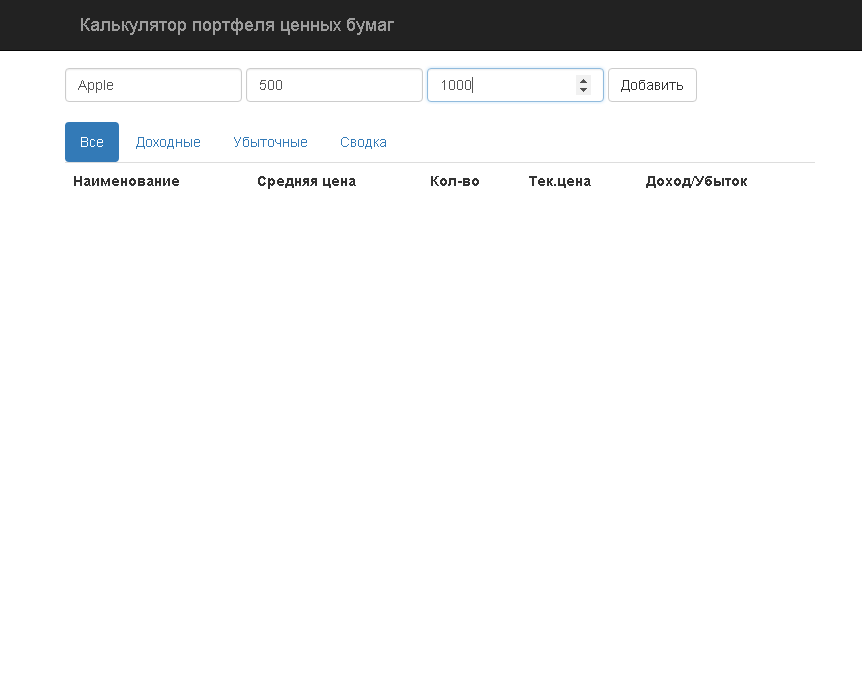 Калькулятор портфеля ценных бумаг
Apple 500 1000 Добавить
Все Доходные Убыточные Сводка
Наименование Средняя цена Кол-во Тек.цена Доход/Убыток